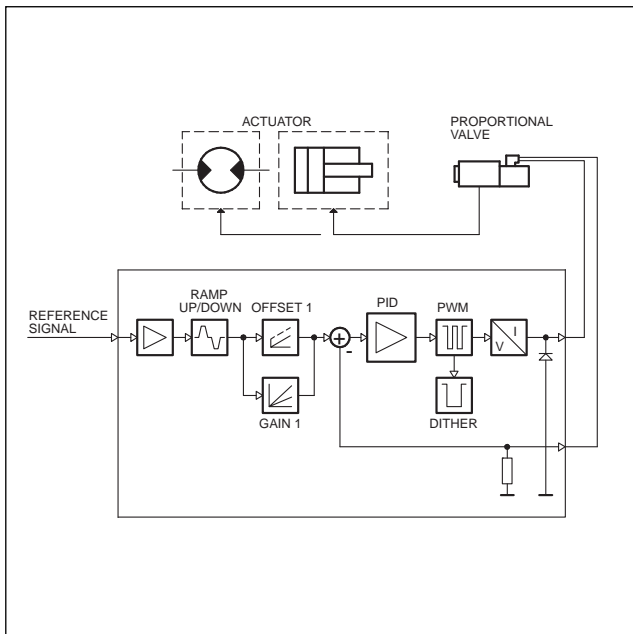 ACTUATOR
PROPORTIONAL
VALVE
REFERENCE
SIGNAL
RAMP
UP/DOWN
OFFSET 1
GAIN 1
+
-
PID
PWM
DITHER
I
V